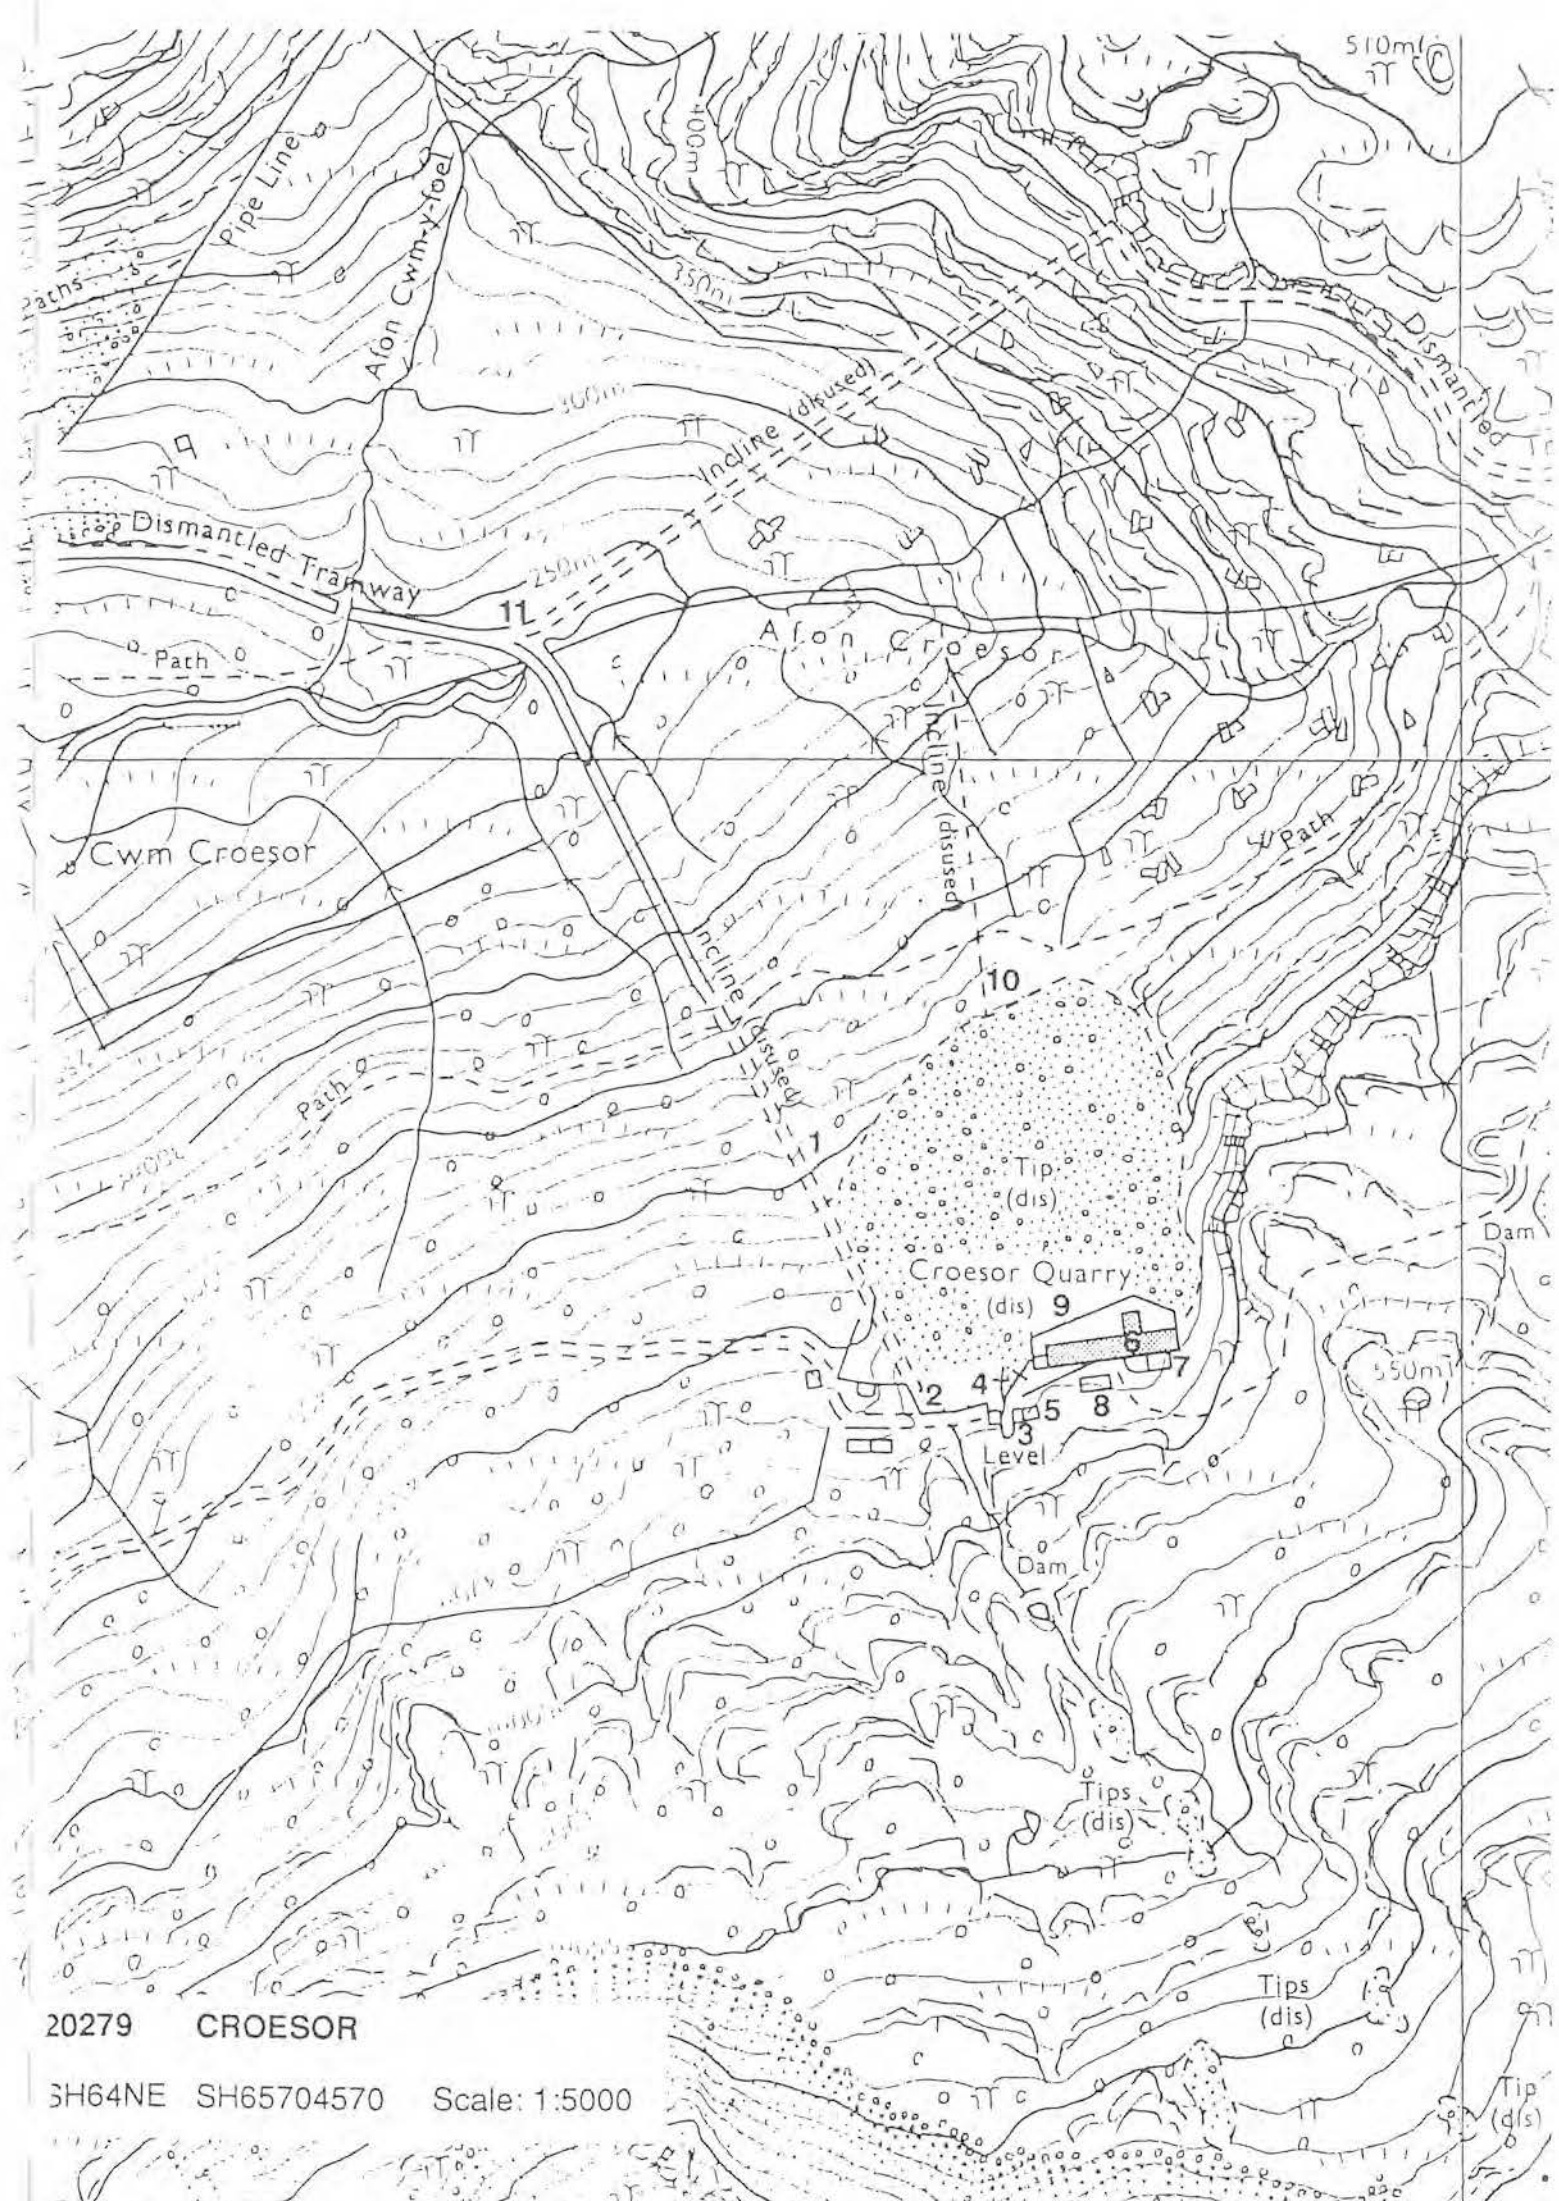 510m
400m
Pipe Line
Afon Cwm-y-foel
Paths
350m
Dismantled
300m
Incline (disused)
Dismantled Tramway
250m
11
Afon Croesor
Path
Incline (disused)
Path
Cwm Croesor
Incline (disused)
10
Path
1
Tip
(dis)
Dam
Croesor Quarry
(dis) 9
6
7
550m
4
2
5
8
3
Level
Dam
Tips
(dis)
Tips
(dis)
20279 CROESOR
SH64NE SH65704570 Scale: 1:5000
Tip
(dis)